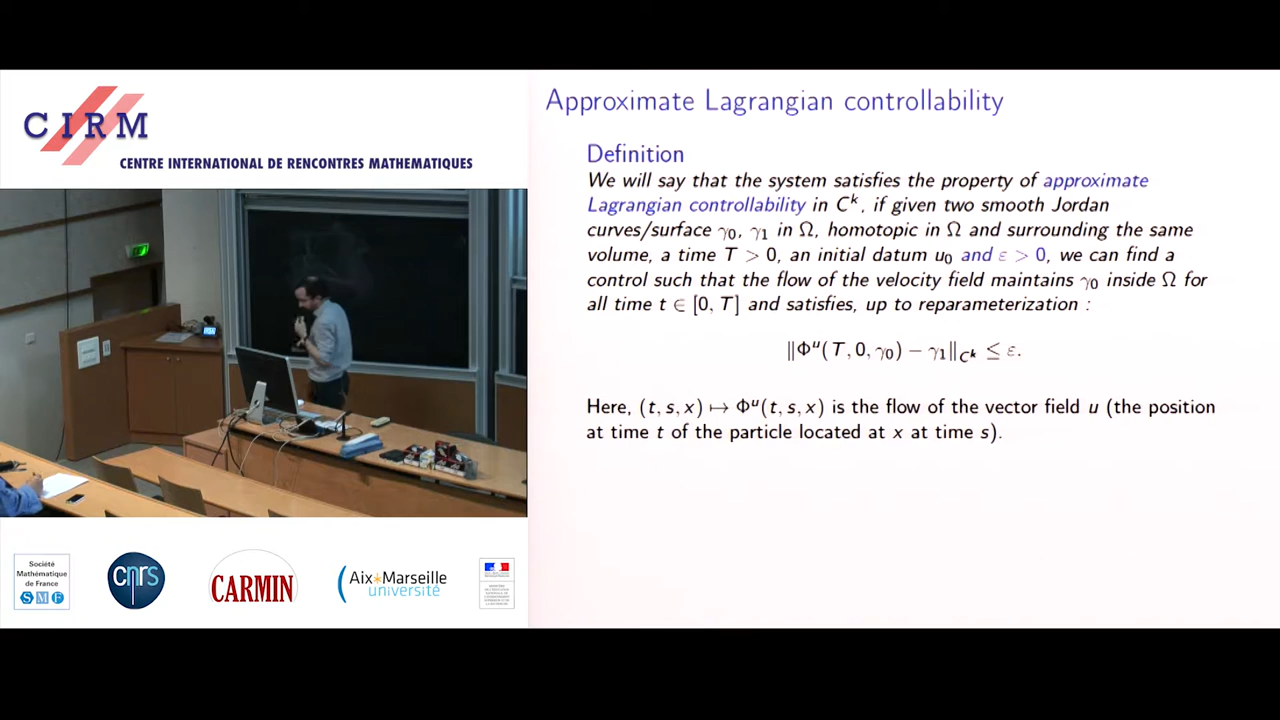 CIRM
CENTRE INTERNATIONAL DE RENCONTRES MATHEMATIQUES
Approximate Lagrangian controllability
Definition
We will say that the system satisfies the property of approximate
Lagrangian controllability in C^k, if given two smooth Jordan
curves/surface γ₀, γ₁ in Ω, homotopic in Ω and surrounding the same
volume, a time T > 0, an initial datum u₀ and ε > 0, we can find a
control such that the flow of the velocity field maintains γ₀ inside Ω for
all time t ∈ [0, T] and satisfies, up to reparameterization :
‖Φᵘ(T, 0, γ₀) − γ₁‖_{C^k} ≤ ε.
Here, (t, s, x) ↦ Φᵘ(t, s, x) is the flow of the vector field u (the position
at time t of the particle located at x at time s).
Société
Mathématique
de France
SMF
cnrs
CARMIN
Aix*Marseille
université